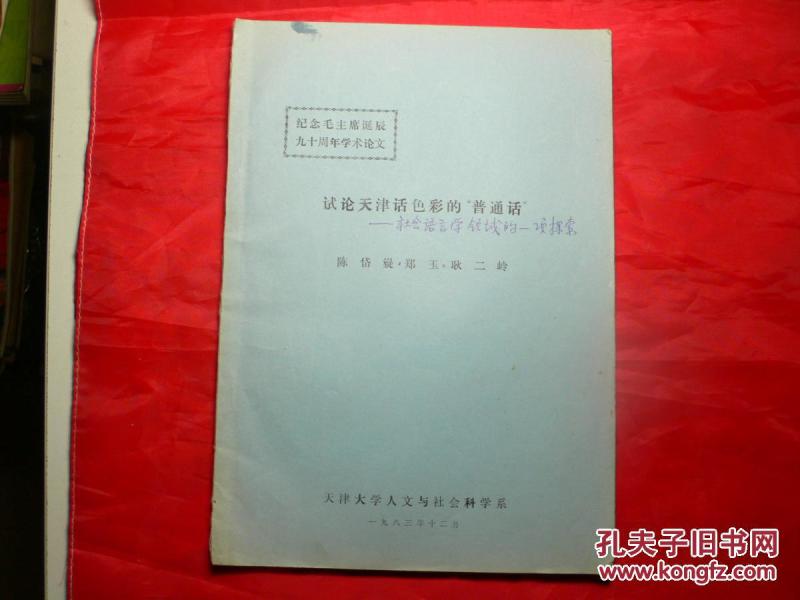 纪念毛主席诞辰
九十周年学术论文
试论天津话色彩的“普通话”
——社会語言学领域的一项探索
陈岱嶷·郑玉·耿二岭
天津大学人文与社会科学系
一九八三年十二月
孔夫子旧书网
www.kongfz.com